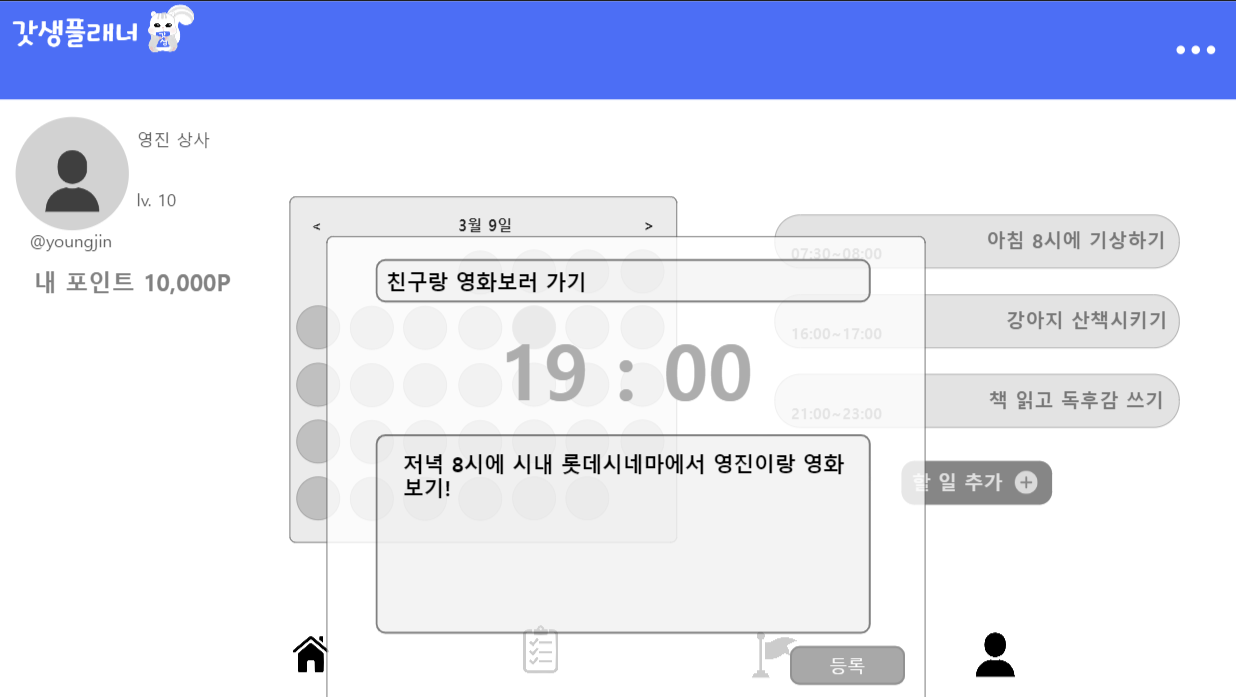 갓생플래너
갓생
영진 상사
lv. 10
@youngjin
내 포인트 10,000P
< 3월 9일 >
친구랑 영화보러 가기
19 : 00
저녁 8시에 시내 롯데시네마에서 영진이랑 영화
보기!
등록
아침 8시에 기상하기
07:30~08:00
강아지 산책시키기
16:00~17:00
책 읽고 독후감 쓰기
21:00~23:00
할 일 추가